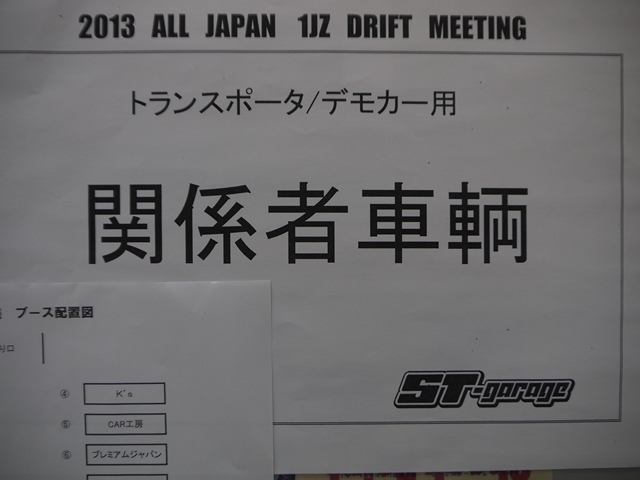 2013 ALL JAPAN 1JZ DRIFT MEETING
トランスポータ/デモカー用
関係者車輌
ST-garage
ブース配置図
④ K's
⑤ CAR工房
⑥ プレミアムジャパン